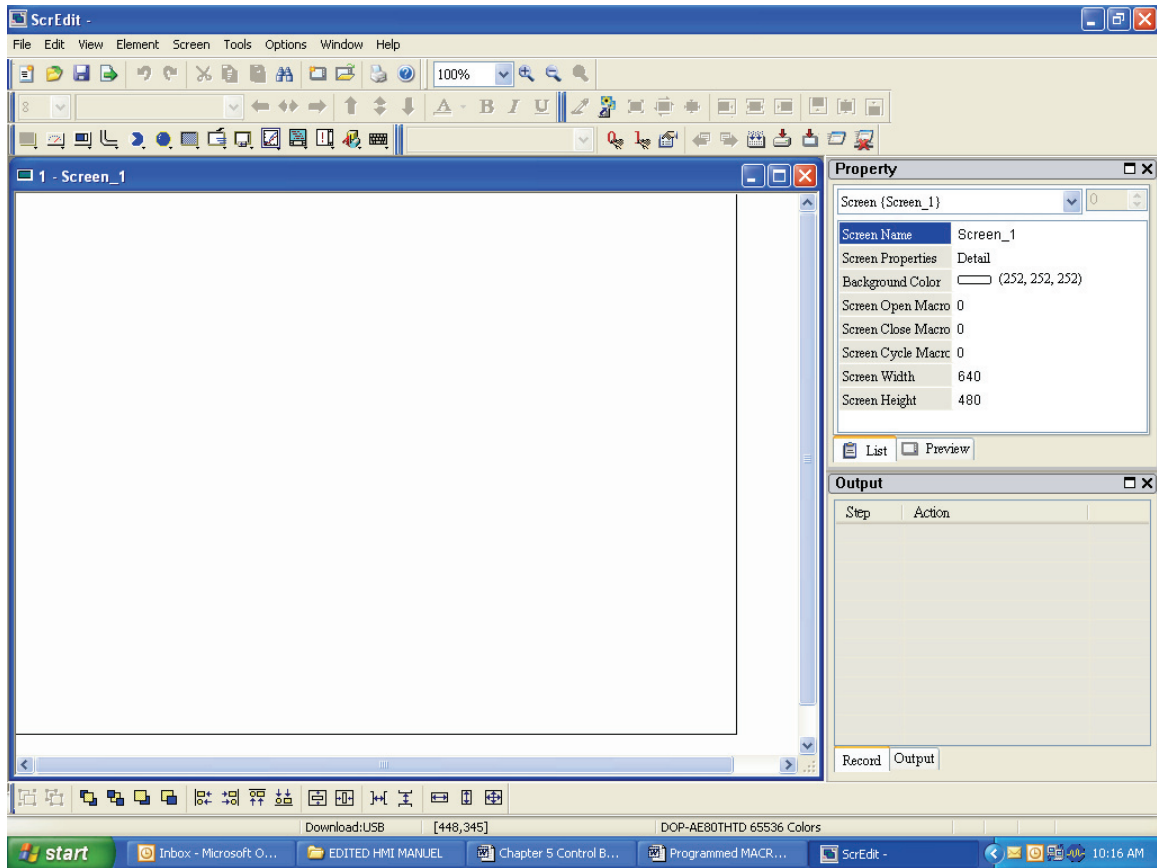 ScrEdit -
File Edit View Element Screen Tools Options Window Help
100%
8
A B I U
1 - Screen_1
Property
Screen {Screen_1}
0
Screen Name Screen_1
Screen Properties Detail
Background Color (252, 252, 252)
Screen Open Macro 0
Screen Close Macro 0
Screen Cycle Macrc 0
Screen Width 640
Screen Height 480
List Preview
Output
Step Action
Record Output
Download:USB [448,345] DOP-AE80THTD 65536 Colors
start Inbox - Microsoft O... EDITED HMI MANUEL Chapter 5 Control B... Programmed MACR... ScrEdit - 10:16 AM